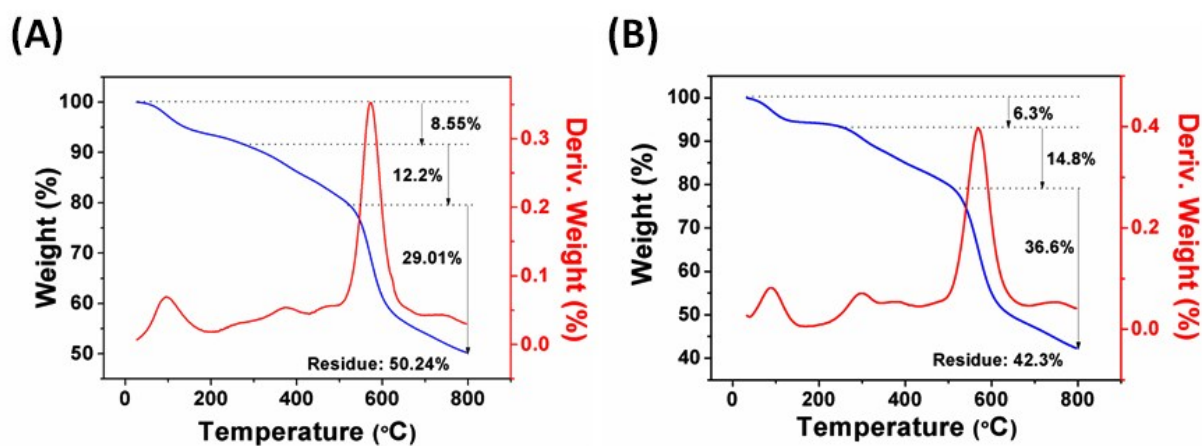 (A)
Weight (%)
100
90
80
70
60
50
8.55%
12.2%
29.01%
Residue: 50.24%
0.3
0.2
0.1
0.0
Deriv. Weight (%)
0 200 400 600 800
Temperature (°C)
(B)
Weight (%)
100
90
80
70
60
50
40
6.3%
14.8%
36.6%
Residue: 42.3%
0.4
0.2
0.0
Deriv. Weight (%)
0 200 400 600 800
Temperature (°C)